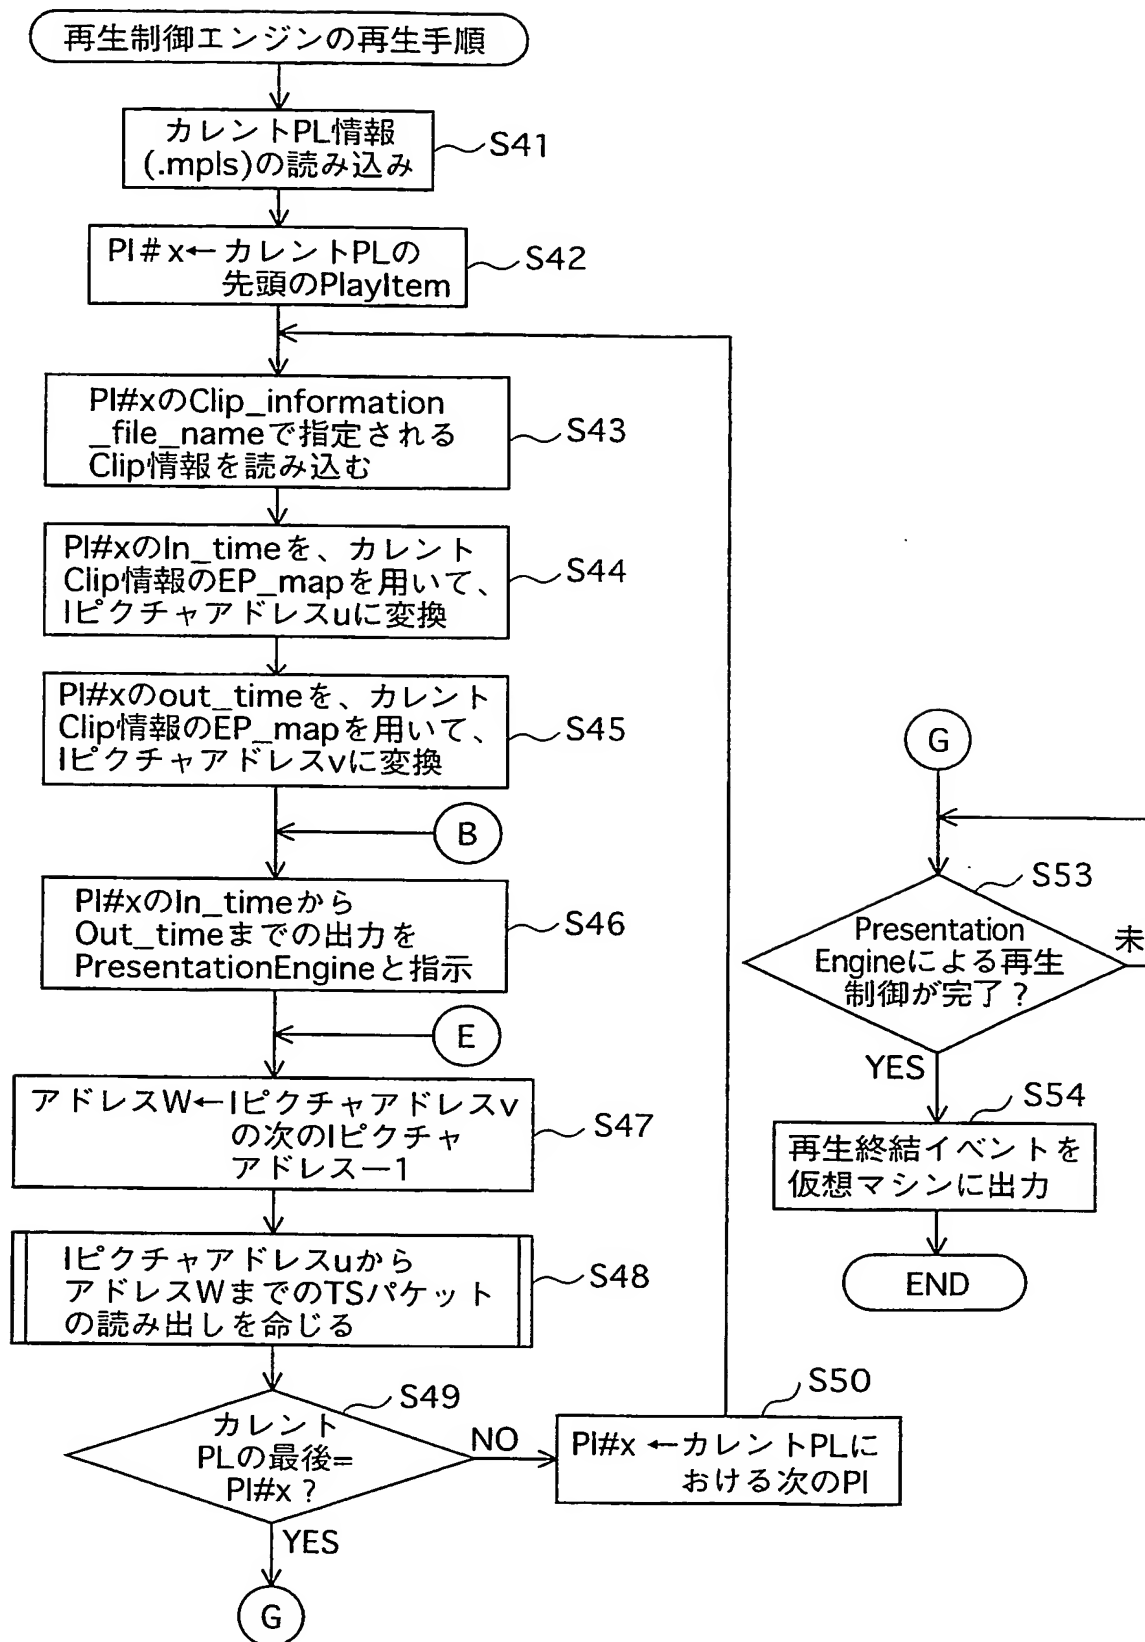 再生制御エンジンの再生手順
カレントPL情報
(.mpls)の読み込み
S41
PI#x←カレントPLの
先頭のPlayItem
S42
PI#xのClip_information
_file_nameで指定される
Clip情報を読み込む
S43
PI#xのIn_timeを、カレント
Clip情報のEP_mapを用いて、
Iピクチャアドレスuに変換
S44
PI#xのout_timeを、カレント
Clip情報のEP_mapを用いて、
Iピクチャアドレスvに変換
S45
B
PI#xのIn_timeから
Out_timeまでの出力を
PresentationEngineと指示
S46
E
アドレスW←Iピクチャアドレスv
の次のIピクチャ
アドレスー1
S47
Iピクチャアドレスuから
アドレスWまでのTSパケット
の読み出しを命じる
S48
カレント
PLの最後=
PI#x?
S49
NO
YES
G
PI#x←カレントPLに
おける次のPI
S50
G
Presentation
Engineによる再生
制御が完了?
S53
未
YES
再生終結イベントを
仮想マシンに出力
S54
END